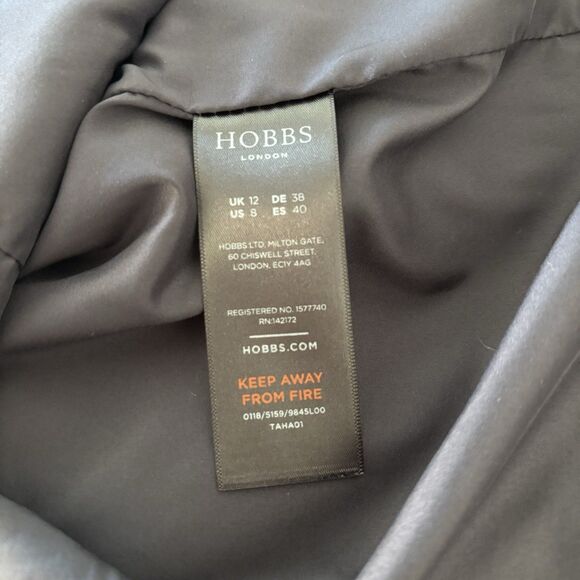 HOBBS
LONDON
UK 12 DE 38
US 8 ES 40
HOBBS LTD, MILTON GATE,
60 CHISWELL STREET,
LONDON, EC1Y 4AG
REGISTERED NO. 1577740
RN:142172
HOBBS.COM
KEEP AWAY
FROM FIRE
0118/5159/9845L00
TAHA01